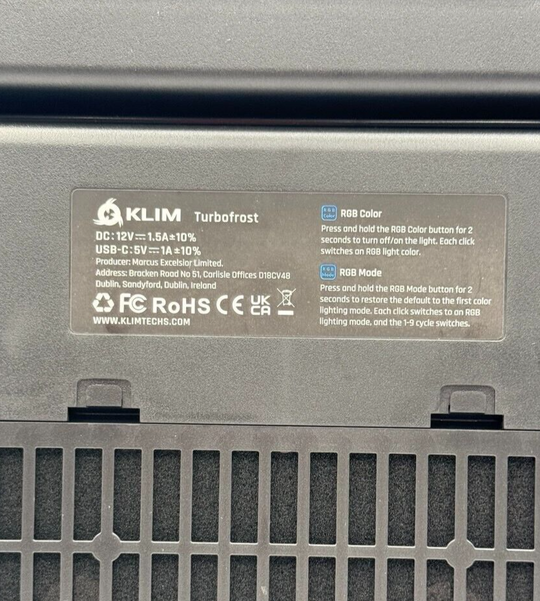 KLIM Turbofrost
DC:12V⎓1.5A±10%
USB-C:5V⎓1A±10%
Producer: Marcus Excelsior Limited.
Address: Bracken Road No 51, Carlisle Offices D18CV48
Dublin, Sandyford, Dublin, Ireland
FC RoHS CE UK CA
WWW.KLIMTECHS.COM
RGB Color RGB Color
Press and hold the RGB Color button for 2
seconds to turn off/on the light. Each click
switches an RGB light color.
RGB Mode RGB Mode
Press and hold the RGB Mode button for 2
seconds to restore the default to the first color
lighting mode. Each click switches to an RGB
lighting mode, and the 1-9 cycle switches.